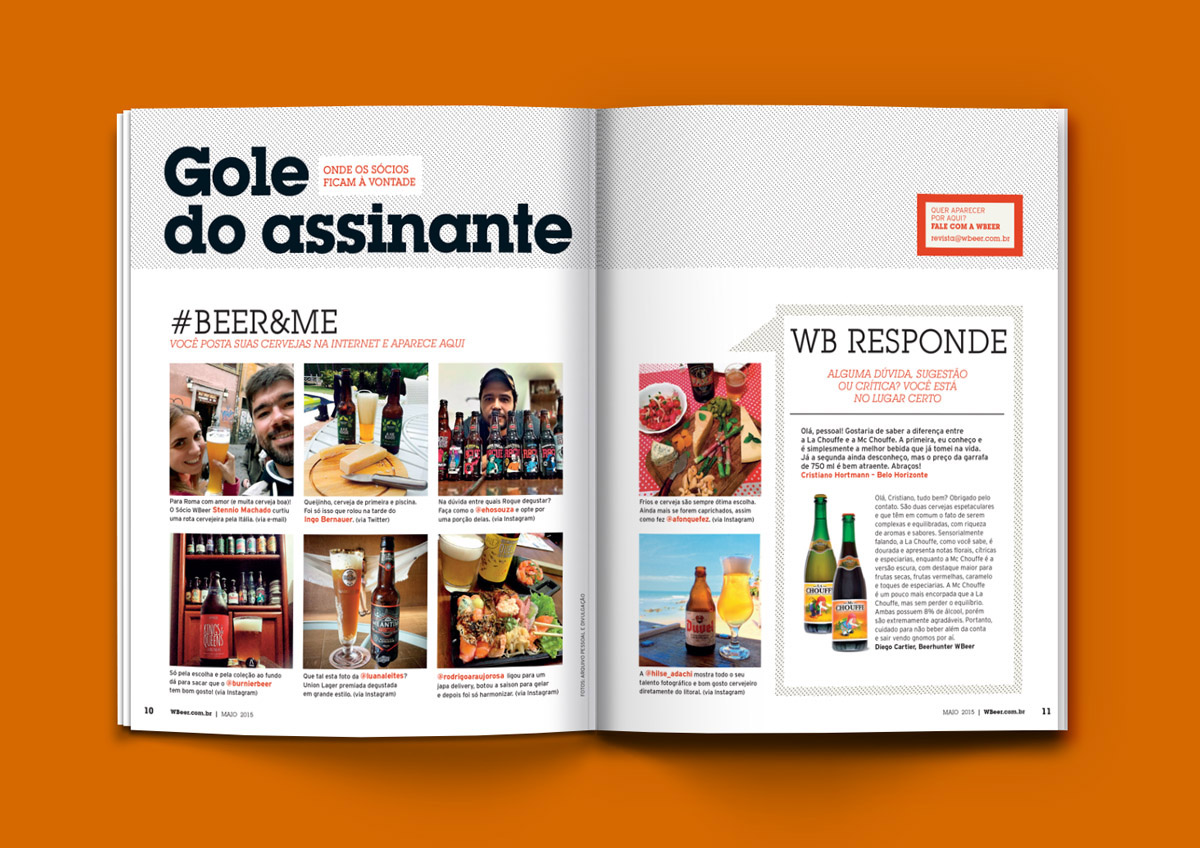 Gole
do assinante
ONDE OS SÓCIOS
FICAM À VONTADE
QUER APARECER
POR AQUI?
FALE COM A WBEER
revista@wbeer.com.br
#BEER&ME
VOCÊ POSTA SUAS CERVEJAS NA INTERNET E APARECE AQUI
Para Roma com amor (e muita cerveja boa)!
O Sócio WBeer Stennio Machado curtiu
uma rota cervejeira pela Itália. (via e-mail)
Queijinho, cerveja de primeira e piscina.
Foi só isso que rolou na tarde do
Ingo Bernauer. (via Twitter)
Na dúvida entre quais Rogue degustar?
Faça como o @ehosouza e opte por
uma porção delas. (via Instagram)
Só pela escolha e pela coleção ao fundo
dá para sacar que o @burnierbeer
tem bom gosto! (via Instagram)
Que tal esta foto da @luanaleites?
Union Lager premiada degustada
em grande estilo. (via Instagram)
@rodrigoaraujorosa ligou para um
japa delivery, botou a saison para gelar
e depois foi só harmonizar. (via Instagram)
FOTOS: ARQUIVO PESSOAL E DIVULGAÇÃO
10 WBeer.com.br | MAIO 2015
Frios e cerveja são sempre ótima escolha.
Ainda mais se forem caprichados, assim
como fez @afonquefez. (via Instagram)
Duvel
A @hiise_adachi mostra todo o seu
talento fotográfico e bom gosto cervejeiro
diretamente do litoral. (via Instagram)
WB RESPONDE
ALGUMA DÚVIDA, SUGESTÃO
OU CRÍTICA? VOCÊ ESTÁ
NO LUGAR CERTO
Olá, pessoal! Gostaria de saber a diferença entre
a La Chouffe e a Mc Chouffe. A primeira, eu conheço e
é simplesmente a melhor bebida que já tomei na vida.
Já a segunda ainda desconheço, mas o preço da garrafa
de 750 ml é bem atraente. Abraços!
Cristiano Hortmann – Belo Horizonte
CHOUFFE
CHOUFFE
Olá, Cristiano, tudo bem? Obrigado pelo
contato. São duas cervejas espetaculares
e que têm em comum o fato de serem
complexas e equilibradas, com riqueza
de aromas e sabores. Sensorialmente
falando, a La Chouffe, como você sabe, é
dourada e apresenta notas florais, cítricas
e especiarias, enquanto a Mc Chouffe é a
versão escura, com destaque maior para
frutas secas, frutas vermelhas, caramelo
e toques de especiarias. A Mc Chouffe
é um pouco mais encorpada que a La
Chouffe, mas sem perder o equilíbrio.
Ambas possuem 8% de álcool, porém
são extremamente agradáveis. Portanto,
cuidado para não beber além da conta
e sair vendo gnomos por aí.
Diego Cartier, Beerhunter WBeer
MAIO 2015 | WBeer.com.br 11